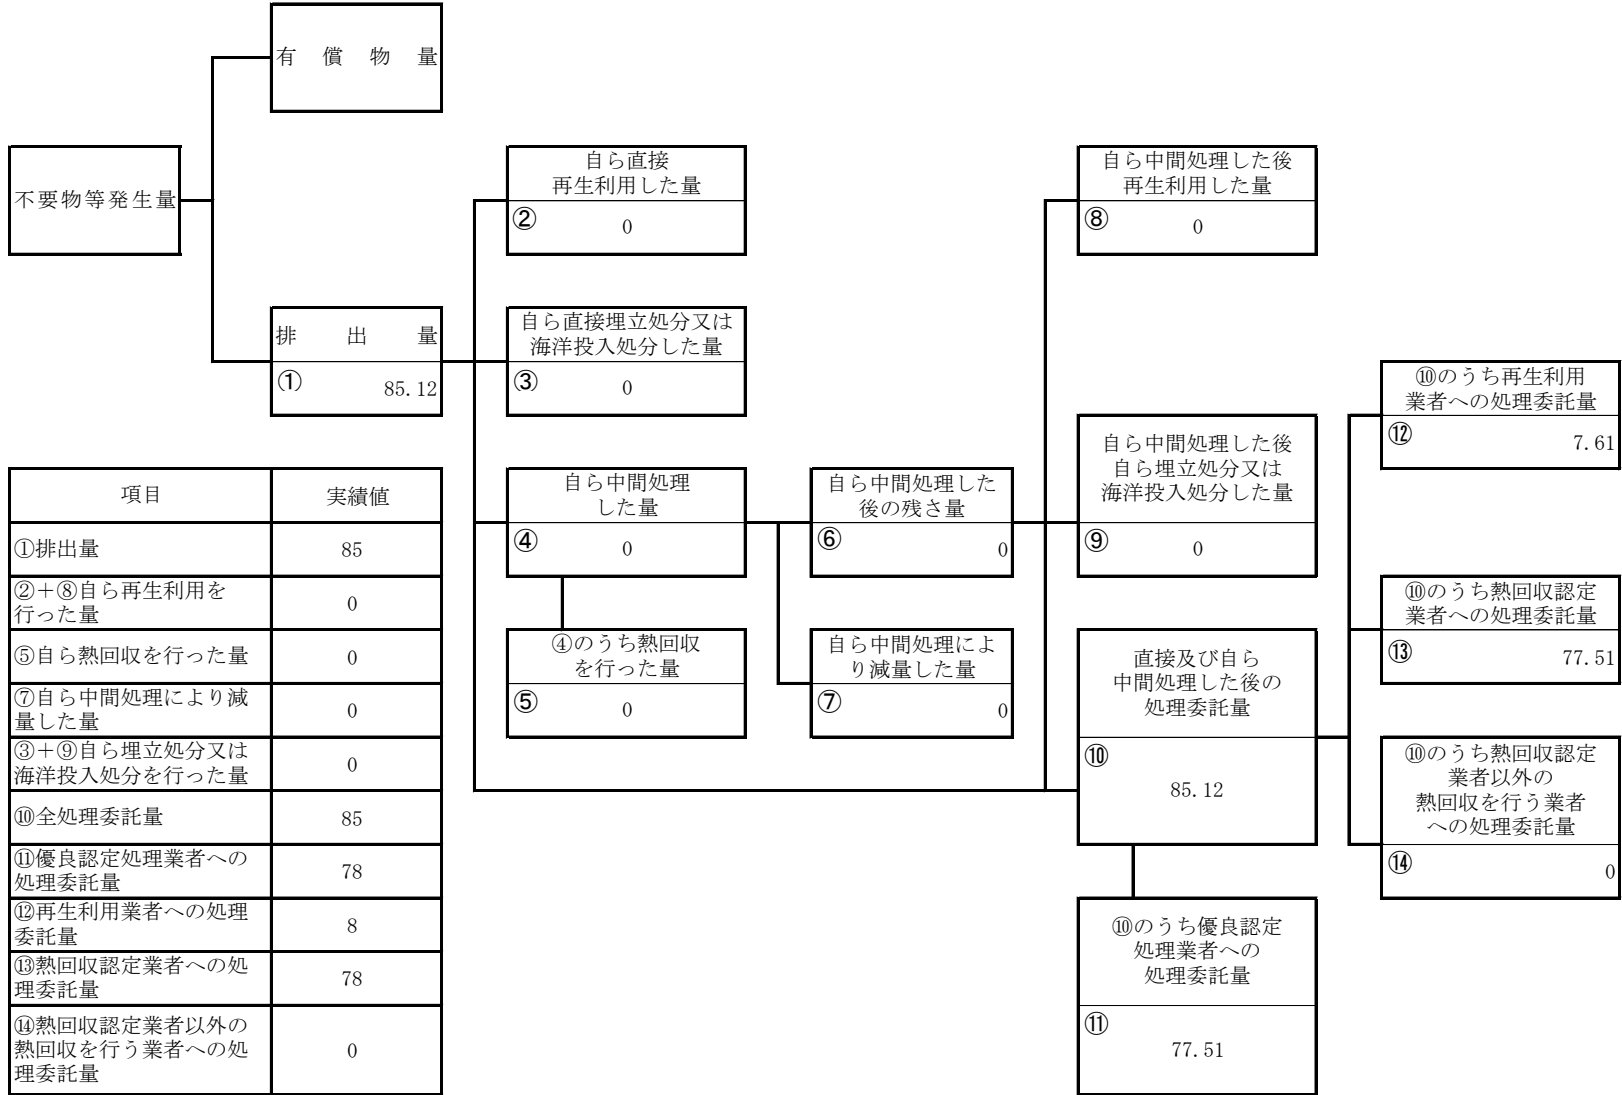 有償物量
不要物等発生量
排出量
① 85.12
自ら直接
再生利用した量
② 0
自ら直接埋立処分又は
海洋投入処分した量
③ 0
自ら中間処理
した量
④ 0
④のうち熱回収
を行った量
⑤ 0
自ら中間処理した
後の残さ量
⑥ 0
自ら中間処理によ
り減量した量
⑦ 0
自ら中間処理した後
再生利用した量
⑧ 0
自ら中間処理した後
自ら埋立処分又は
海洋投入処分した量
⑨ 0
直接及び自ら
中間処理した後の
処理委託量
⑩
85.12
⑩のうち優良認定
処理業者への
処理委託量
⑪
77.51
⑩のうち再生利用
業者への処理委託量
⑫ 7.61
⑩のうち熱回収認定
業者への処理委託量
⑬ 77.51
⑩のうち熱回収認定
業者以外の
熱回収を行う業者
への処理委託量
⑭ 0
項目 実績値
①排出量 85
②+⑧自ら再生利用を
行った量 0
⑤自ら熱回収を行った量 0
⑦自ら中間処理により減
量した量 0
③+⑨自ら埋立処分又は
海洋投入処分を行った量 0
⑩全処理委託量 85
⑪優良認定処理業者への
処理委託量 78
⑫再生利用業者への処理
委託量 8
⑬熱回収認定業者への処
理委託量 78
⑭熱回収認定業者以外の
熱回収を行う業者への処
理委託量 0